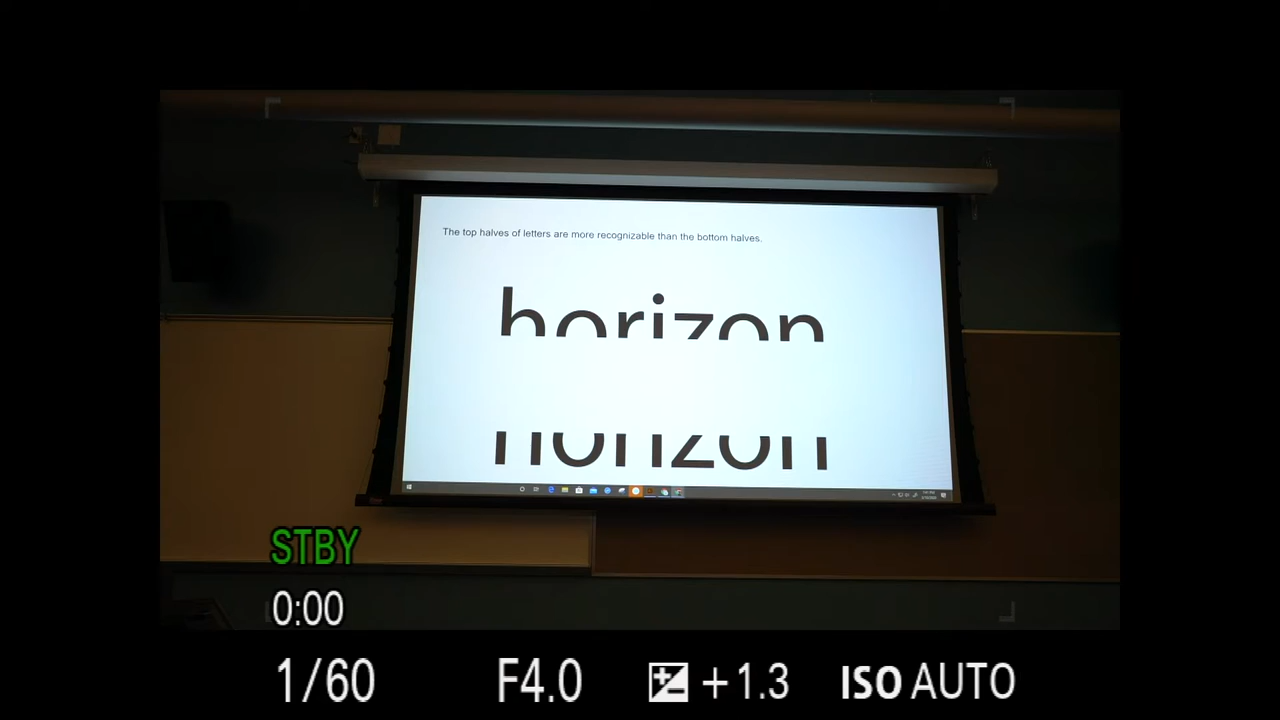 The top halves of letters are more recognizable than the bottom halves.
horizon
horizon
STBY
0:00
1/60 F4.0 +1.3 ISO AUTO